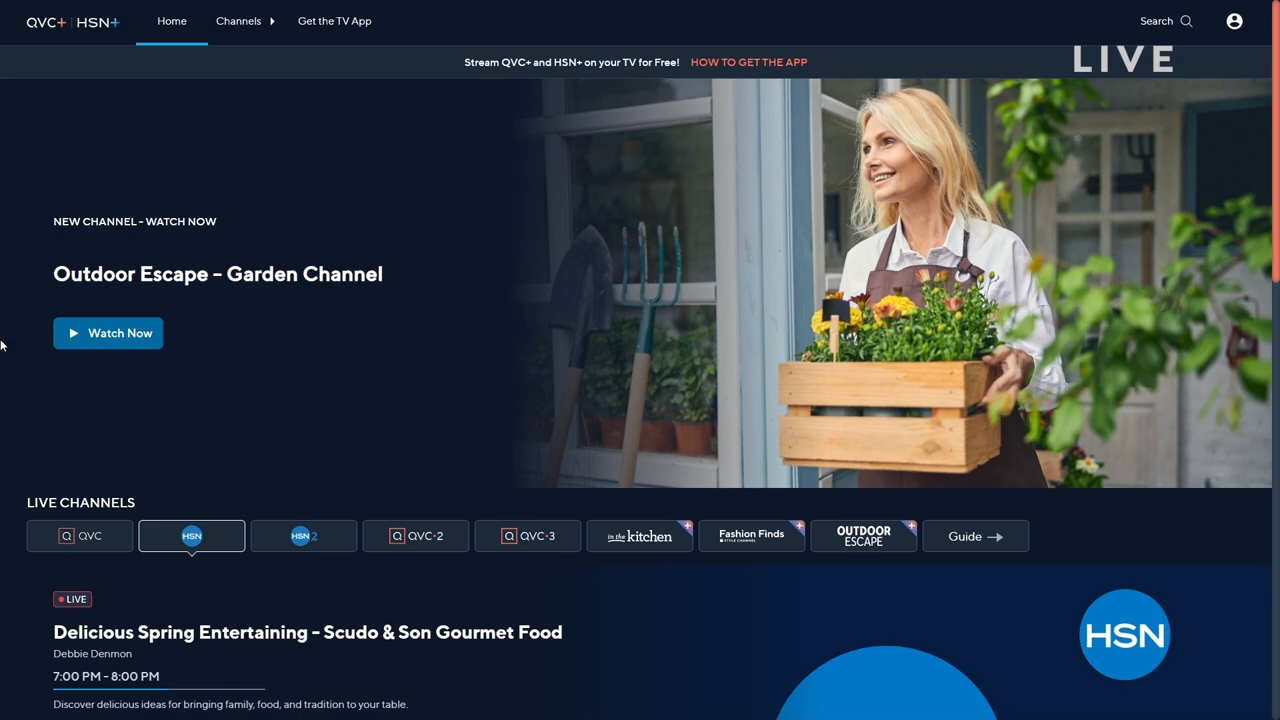 QVC+ | HSN+
Home
Channels
Get the TV App
Search
Stream QVC+ and HSN+ on your TV for Free! HOW TO GET THE APP
LIVE
NEW CHANNEL - WATCH NOW
Outdoor Escape - Garden Channel
Watch Now
LIVE CHANNELS
Q QVC
HSN
HSN 2
Q QVC•2
Q QVC•3
in the kitchen
Fashion Finds
STYLE CHANNEL
OUTDOOR
ESCAPE
Guide
LIVE
Delicious Spring Entertaining - Scudo & Son Gourmet Food
Debbie Denmon
7:00 PM - 8:00 PM
Discover delicious ideas for bringing family, food, and tradition to your table.
HSN